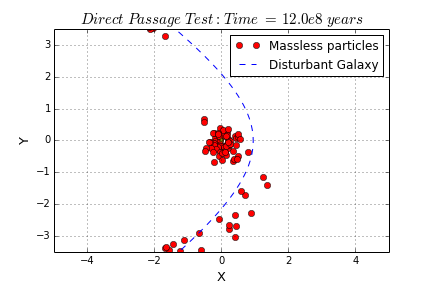 Direct Passage Test: Time = 12.0e8 years
Massless particles
Disturbant Galaxy
Y
3
2
1
0
−1
−2
−3
−4
−2
0
2
4
X